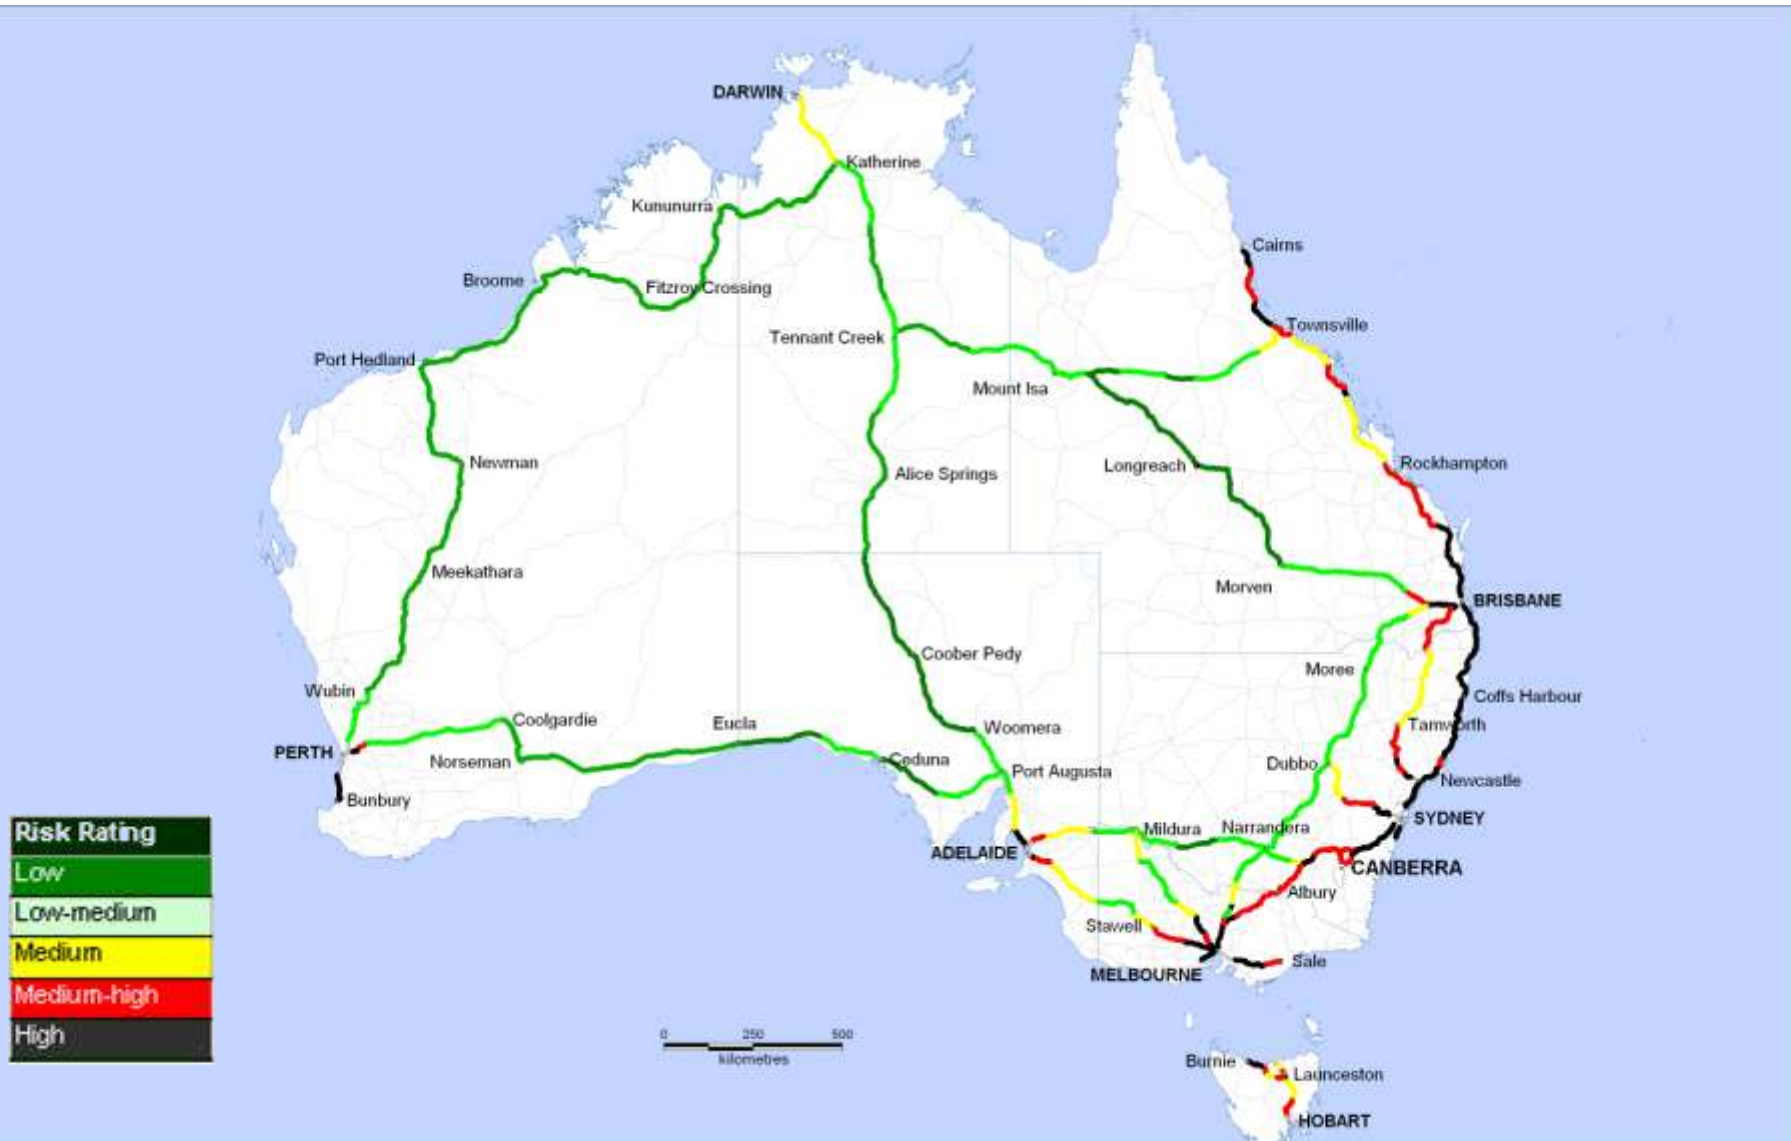 DARWIN
Katherine
Kununurra
Cairns
Broome
Fitzroy Crossing
Townsville
Tennant Creek
Port Hedland
Mount Isa
Newman
Longreach
Rockhampton
Alice Springs
Meekathara
Morven
BRISBANE
Coober Pedy
Moree
Wubin
Coffs Harbour
Coolgardie
Eucla
Woomera
Tamworth
PERTH
Norseman
Ceduna
Port Augusta
Dubbo
Newcastle
Bunbury
SYDNEY
Mildura
Narrandera
ADELAIDE
CANBERRA
Albury
Stawell
Sale
MELBOURNE
Risk Rating
Low
Low-medium
Medium
Medium-high
High
0 250 500
kilometres
Burnie
Launceston
HOBART